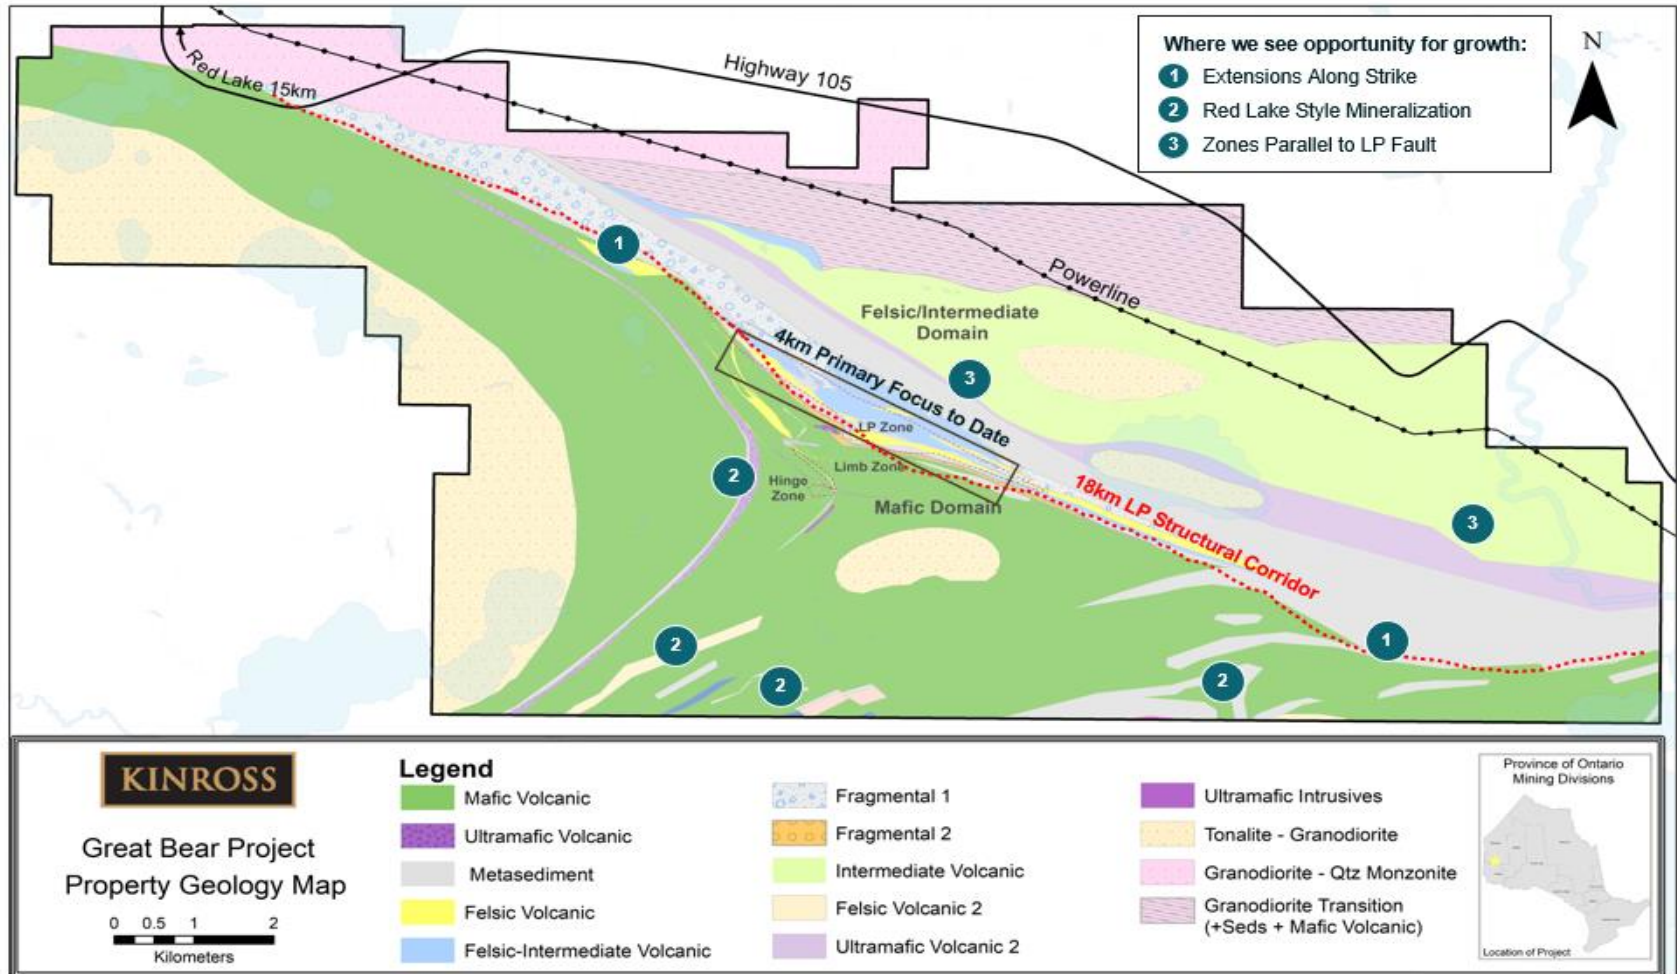 Where we see opportunity for growth:
1 Extensions Along Strike
2 Red Lake Style Mineralization
3 Zones Parallel to LP Fault
N
Red Lake 15km
Highway 105
Powerline
1
Felsic/Intermediate
Domain
3
4km Primary Focus to Date
LP Zone
Limb Zone
Hinge
Zone
Mafic Domain
2
18km LP Structural Corridor
3
2
2
2
1
KINROSS
Great Bear Project
Property Geology Map
0 0.5 1 2
Kilometers
Legend
Mafic Volcanic
Ultramafic Volcanic
Metasediment
Felsic Volcanic
Felsic-Intermediate Volcanic
Fragmental 1
Fragmental 2
Intermediate Volcanic
Felsic Volcanic 2
Ultramafic Volcanic 2
Ultramafic Intrusives
Tonalite - Granodiorite
Granodiorite - Qtz Monzonite
Granodiorite Transition
(+Seds + Mafic Volcanic)
Province of Ontario
Mining Divisions
Location of Project